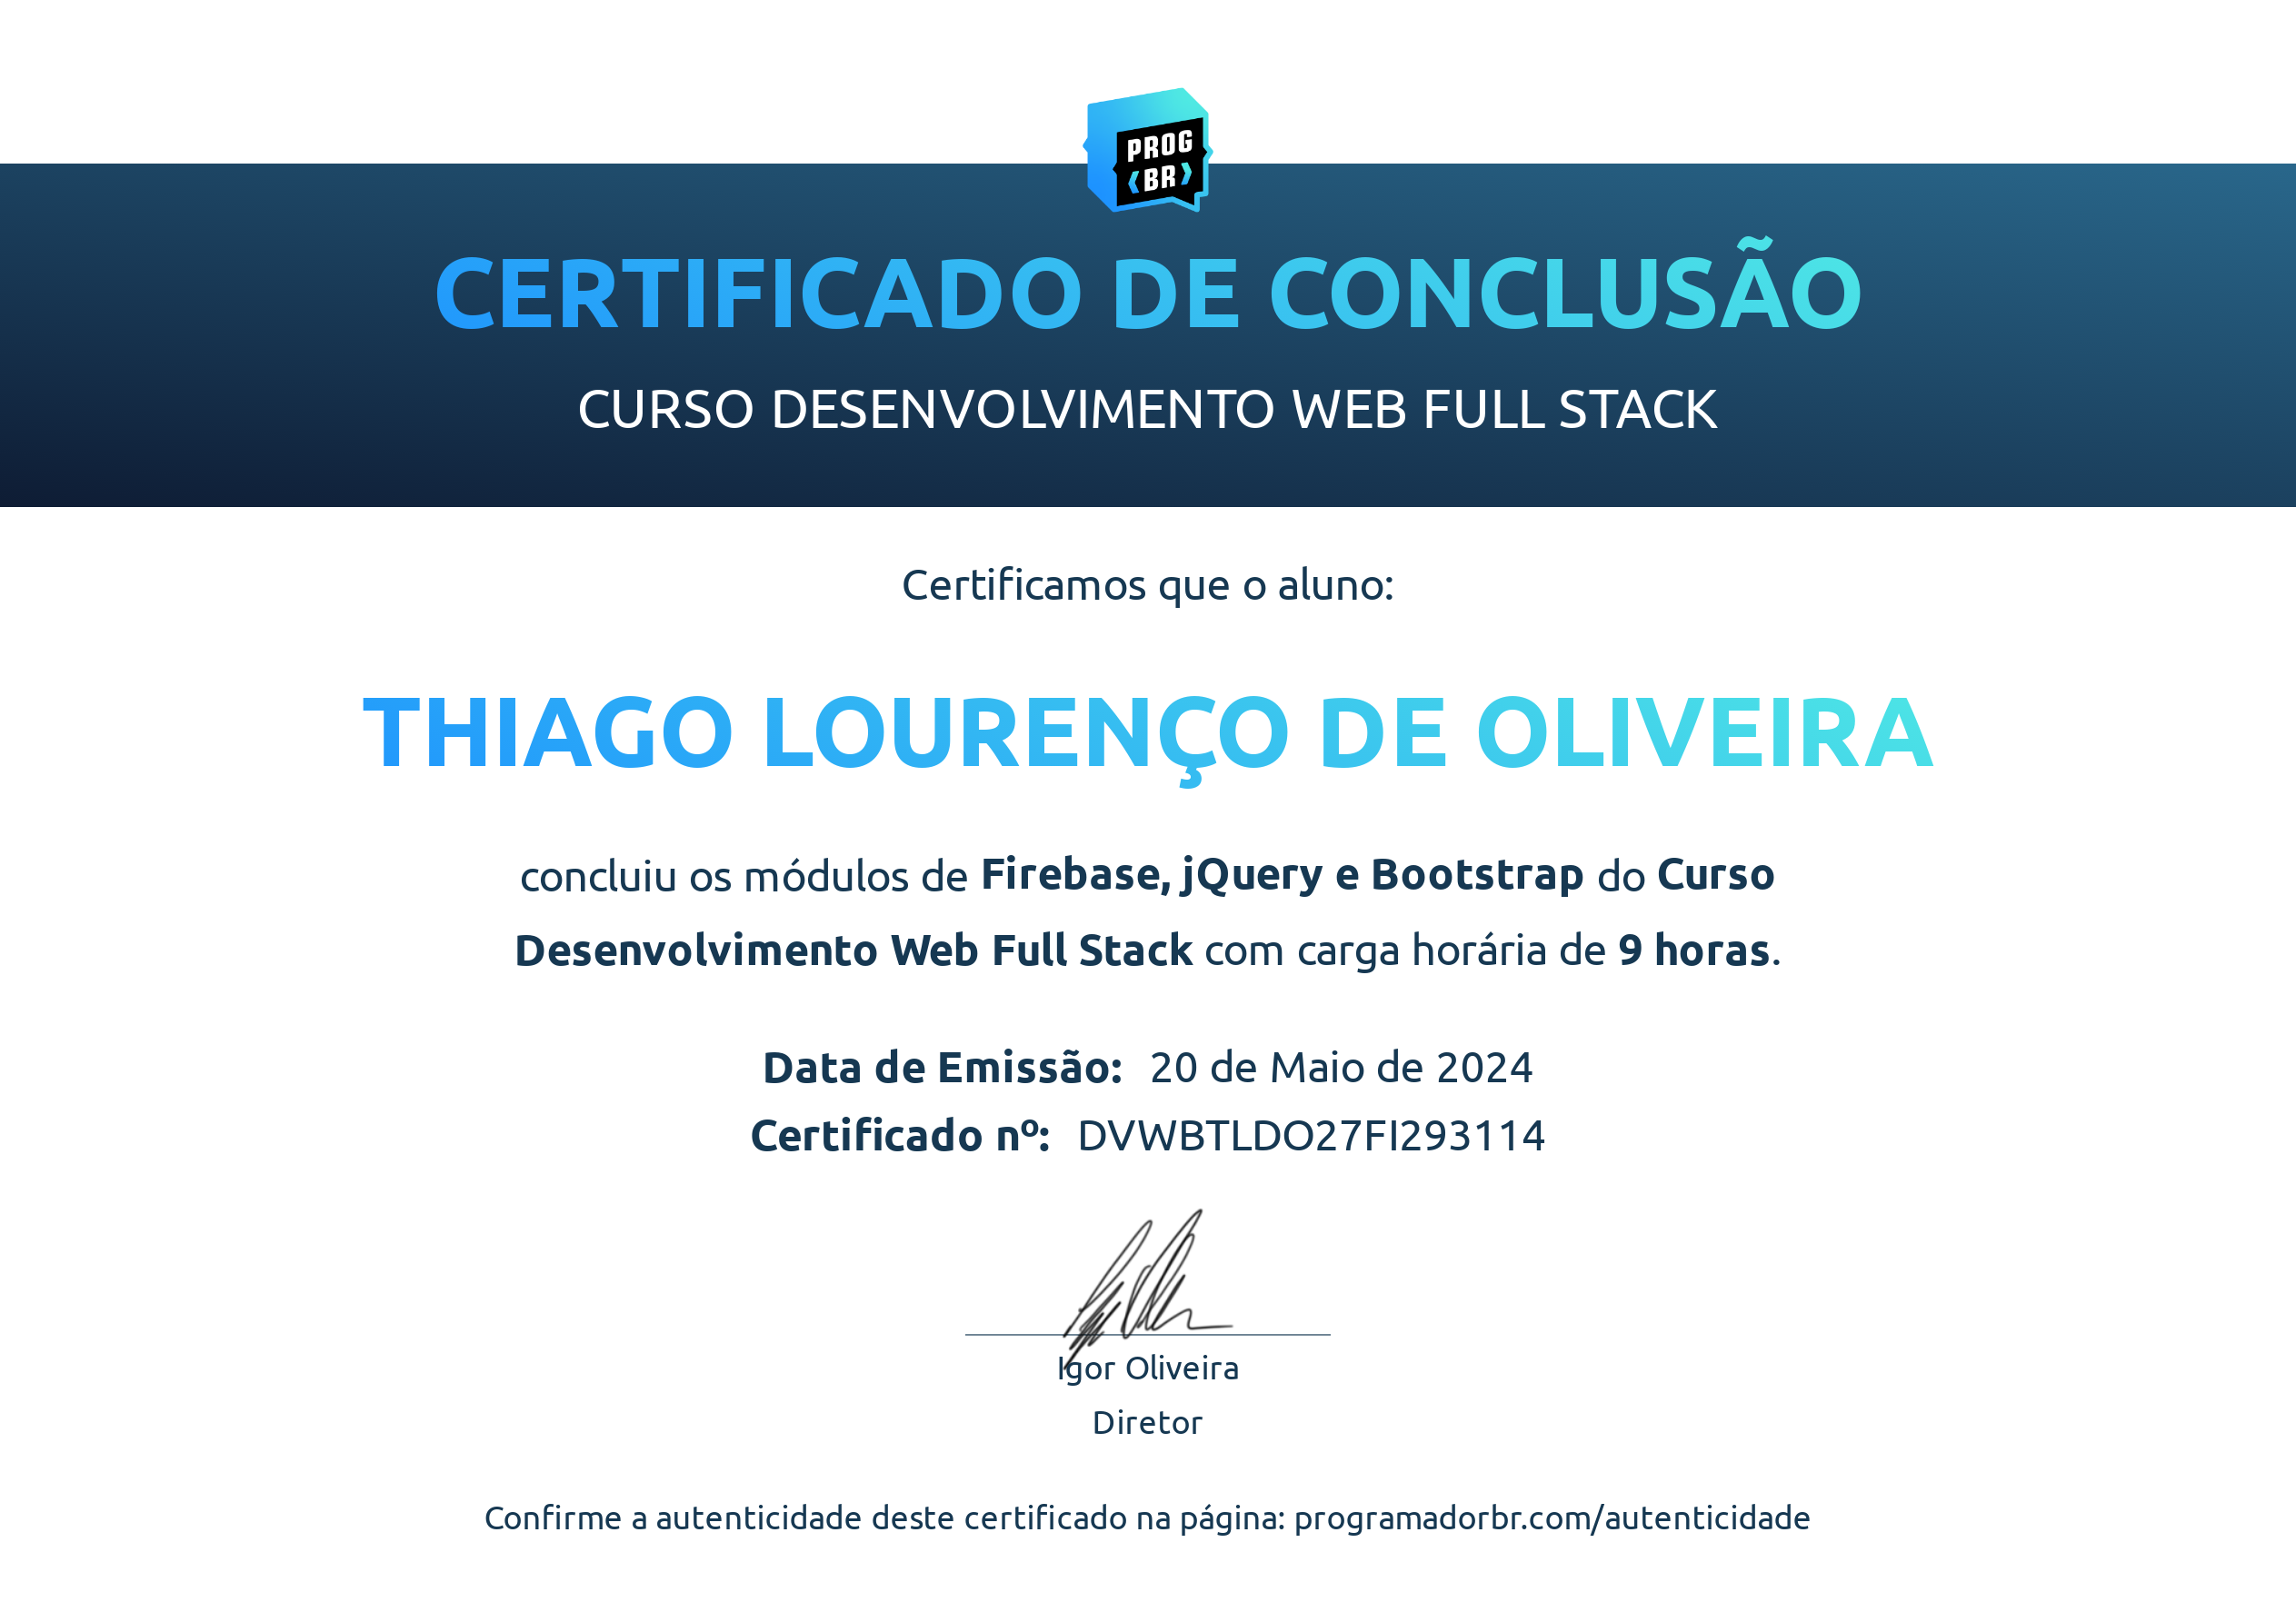 PROG
BR
CERTIFICADO DE CONCLUSÃO
CURSO DESENVOLVIMENTO WEB FULL STACK
Certificamos que o aluno:
THIAGO LOURENÇO DE OLIVEIRA
concluiu os módulos de Firebase, jQuery e Bootstrap do Curso
Desenvolvimento Web Full Stack com carga horária de 9 horas.
Data de Emissão: 20 de Maio de 2024
Certificado nº: DVWBTLDO27FI293114
Igor Oliveira
Diretor
Confirme a autenticidade deste certificado na página: programadorbr.com/autenticidade